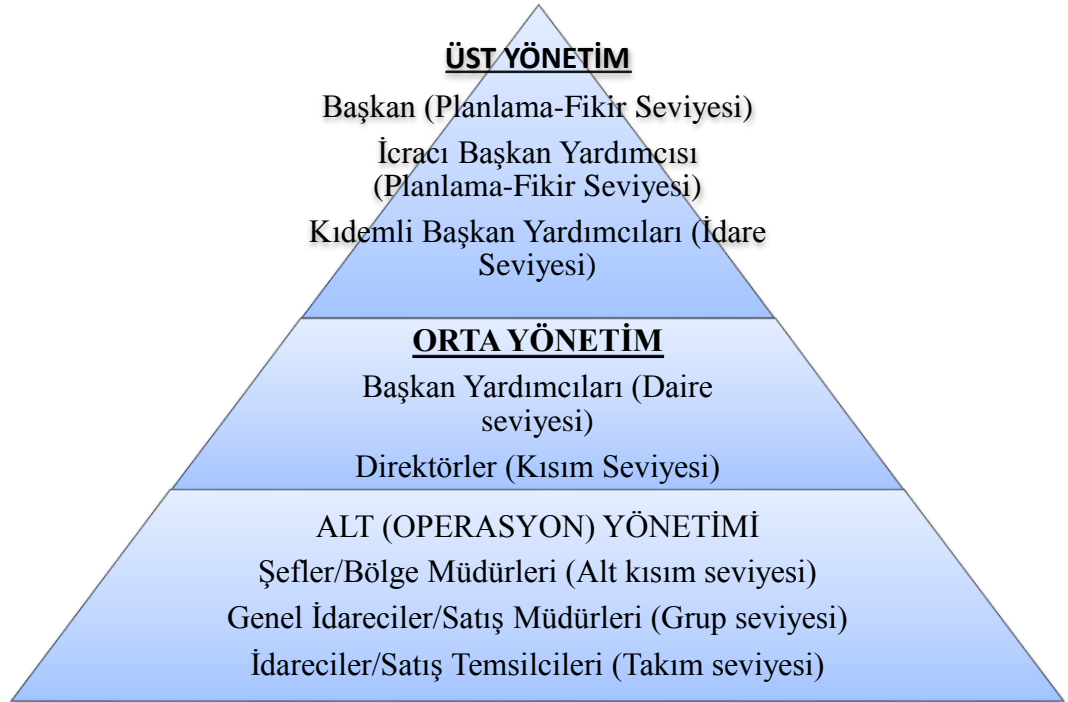 ÜST YÖNETİM
Başkan (Planlama-Fikir Seviyesi)
İcracı Başkan Yardımcısı
(Planlama-Fikir Seviyesi)
Kıdemli Başkan Yardımcıları (İdare
Seviyesi)
ORTA YÖNETİM
Başkan Yardımcıları (Daire
seviyesi)
Direktörler (Kısım Seviyesi)
ALT (OPERASYON) YÖNETİMİ
Şefler/Bölge Müdürleri (Alt kısım seviyesi)
Genel İdareciler/Satış Müdürleri (Grup seviyesi)
İdareciler/Satış Temsilcileri (Takım seviyesi)